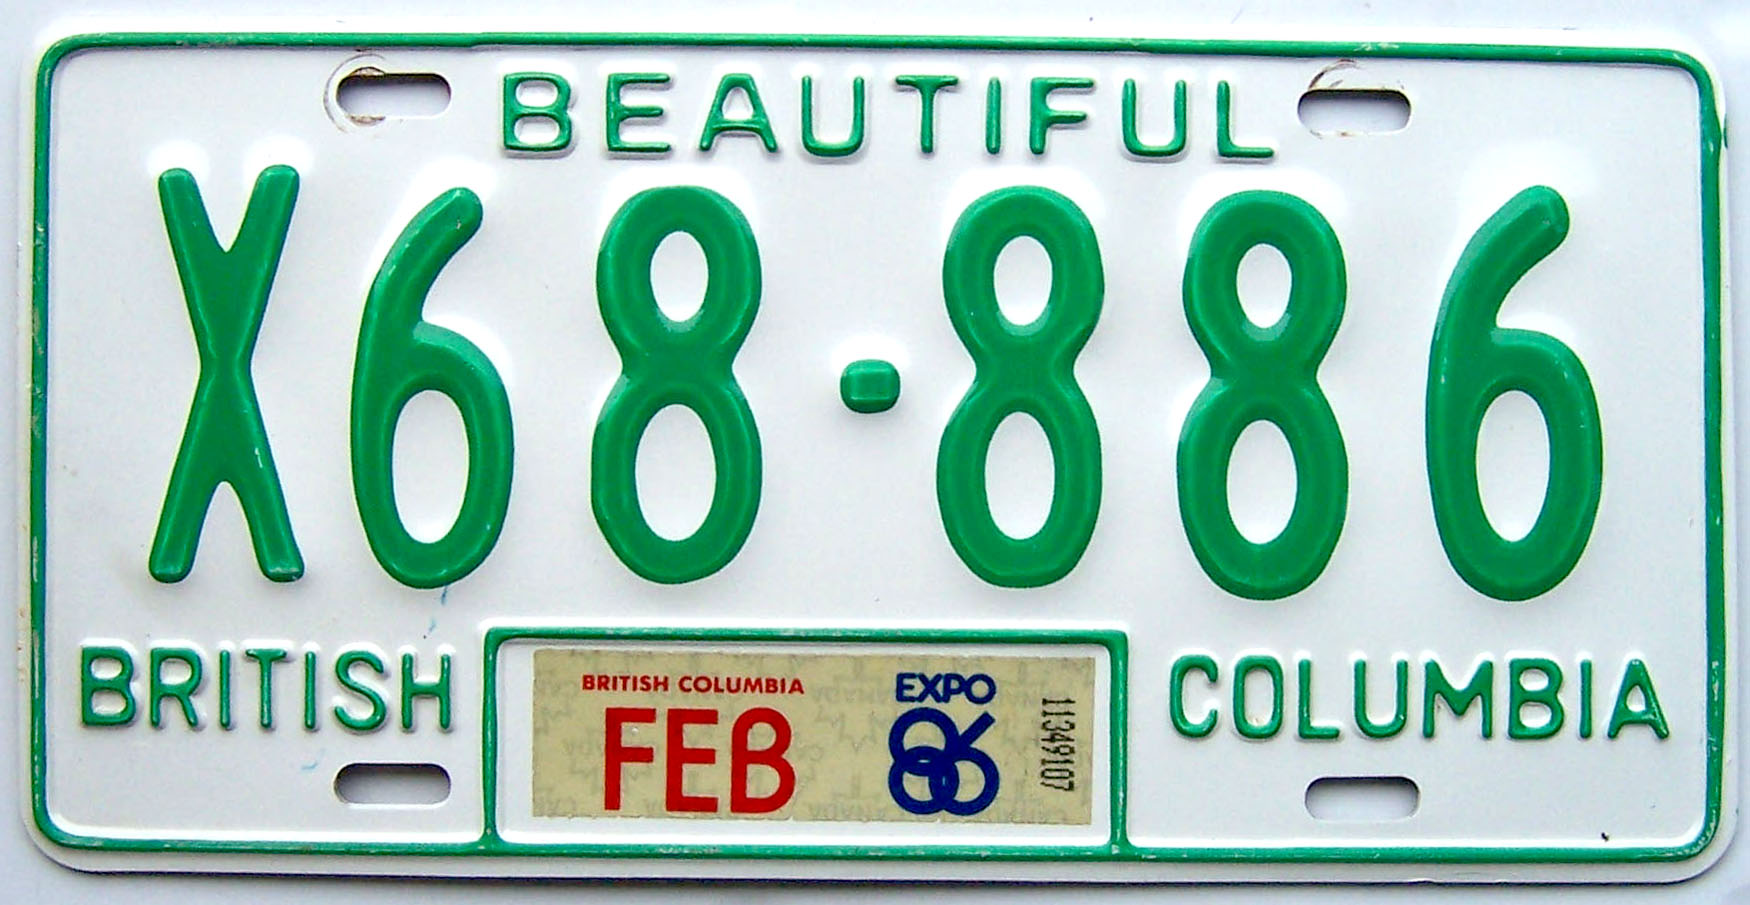 BEAUTIFUL
X68-886
BRITISH
BRITISH COLUMBIA
FEB
EXPO
86
11349107
COLUMBIA